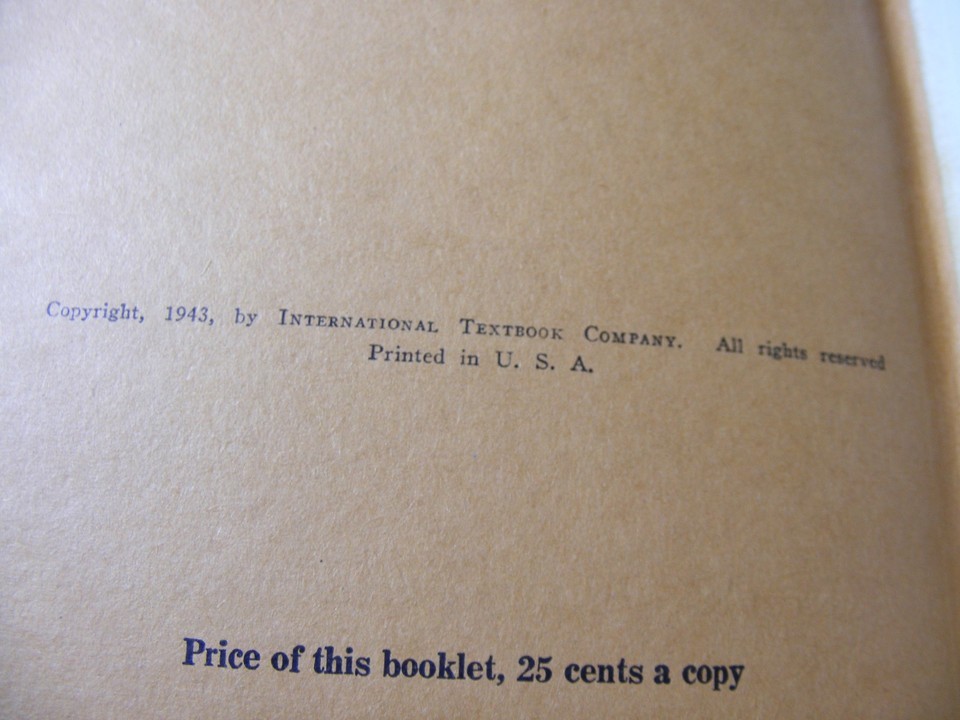 Copyright, 1943, by INTERNATIONAL TEXTBOOK COMPANY. All rights reserved
Printed in U. S. A.
Price of this booklet, 25 cents a copy